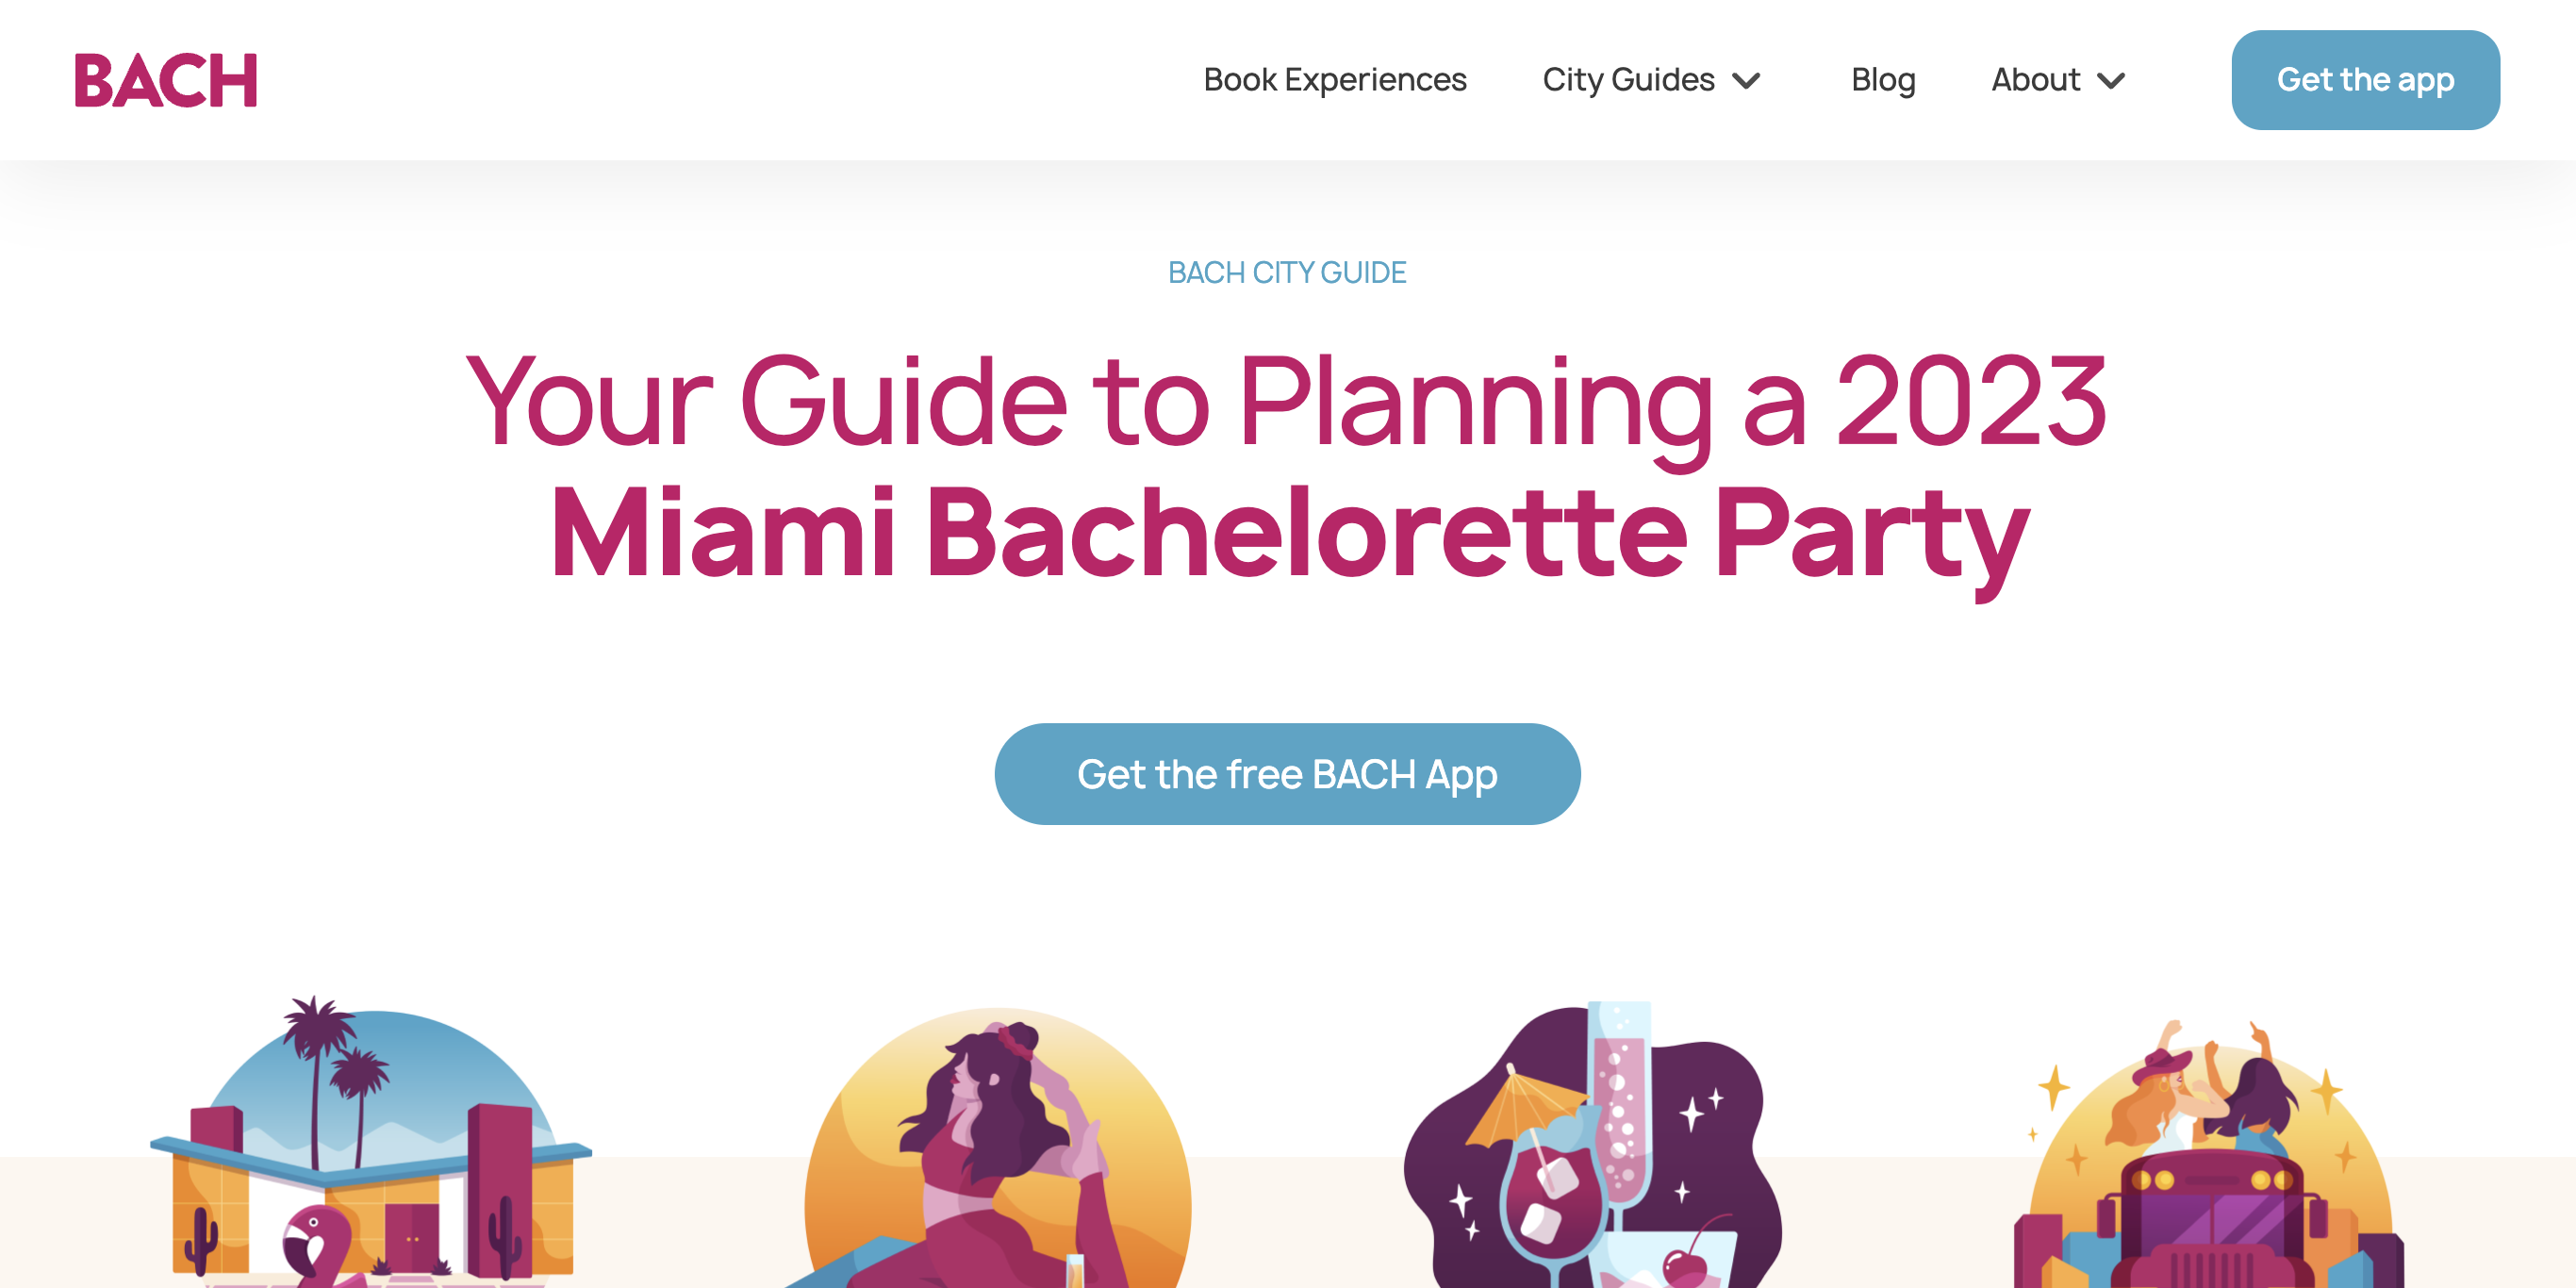 BACH
Book Experiences
City Guides
Blog
About
Get the app
BACH CITY GUIDE
Your Guide to Planning a 2023
Miami Bachelorette Party
Get the free BACH App